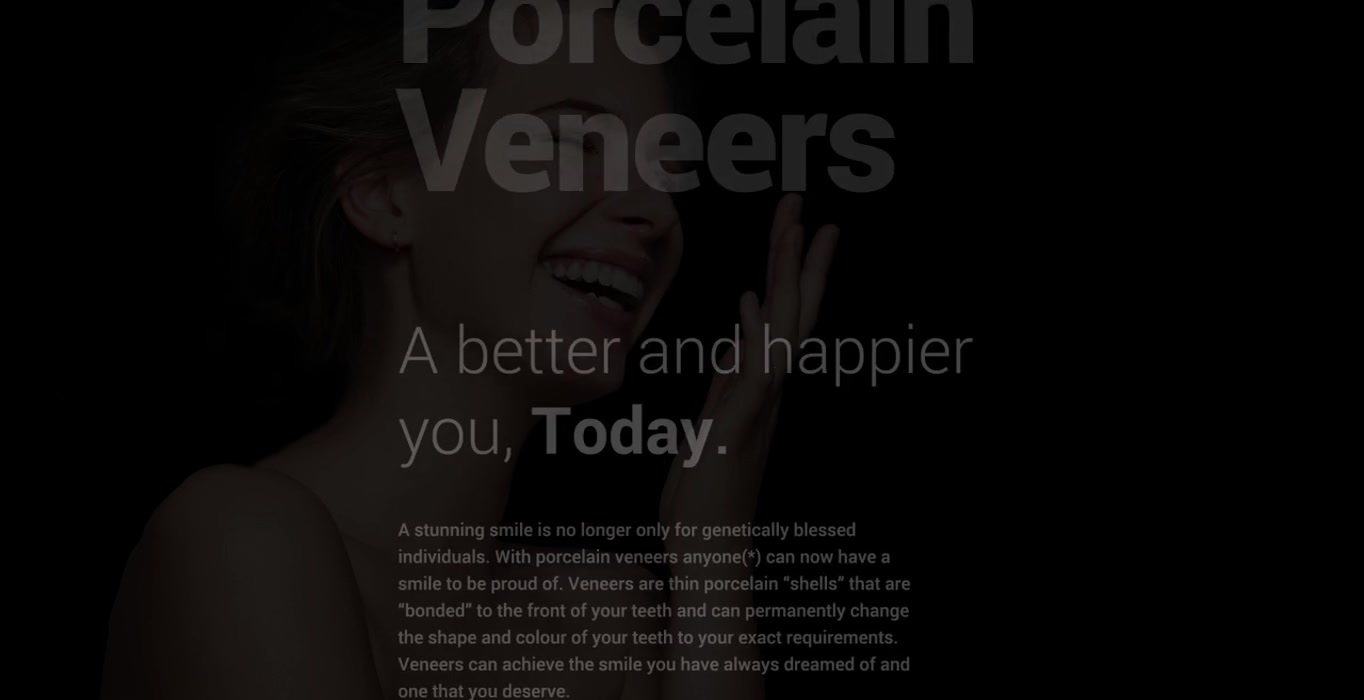 Porcelain
Veneers
A better and happier
you, Today.
A stunning smile is no longer only for genetically blessed
individuals. With porcelain veneers anyone(*) can now have a
smile to be proud of. Veneers are thin porcelain “shells” that are
“bonded” to the front of your teeth and can permanently change
the shape and colour of your teeth to your exact requirements.
Veneers can achieve the smile you have always dreamed of and
one that you deserve.